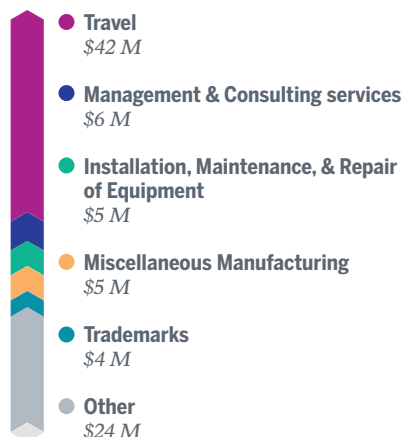 Travel
$42 M
Management & Consulting services
$6 M
Installation, Maintenance, & Repair
of Equipment
$5 M
Miscellaneous Manufacturing
$5 M
Trademarks
$4 M
Other
$24 M